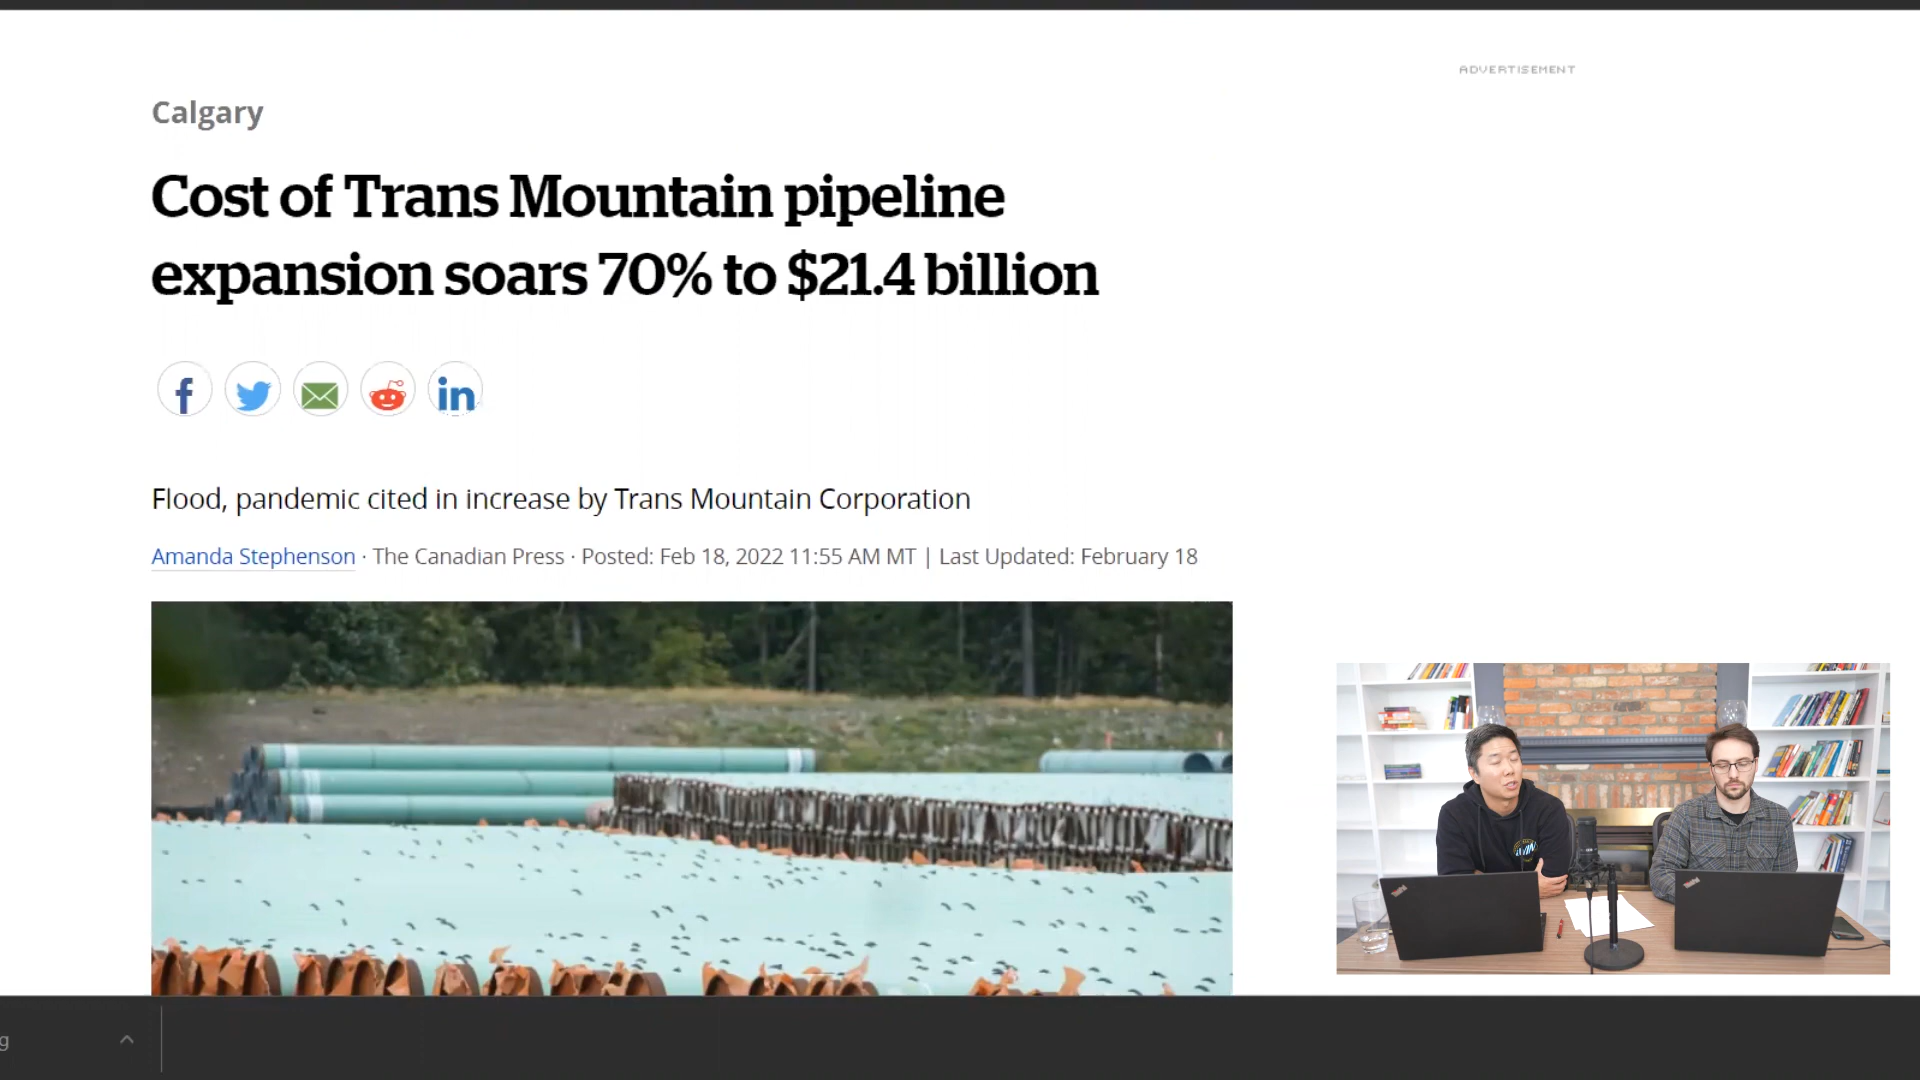 ADVERTISEMENT
Calgary
Cost of Trans Mountain pipeline
expansion soars 70% to $21.4 billion
Flood, pandemic cited in increase by Trans Mountain Corporation
Amanda Stephenson · The Canadian Press · Posted: Feb 18, 2022 11:55 AM MT | Last Updated: February 18
ThinkPad
ThinkPad
g